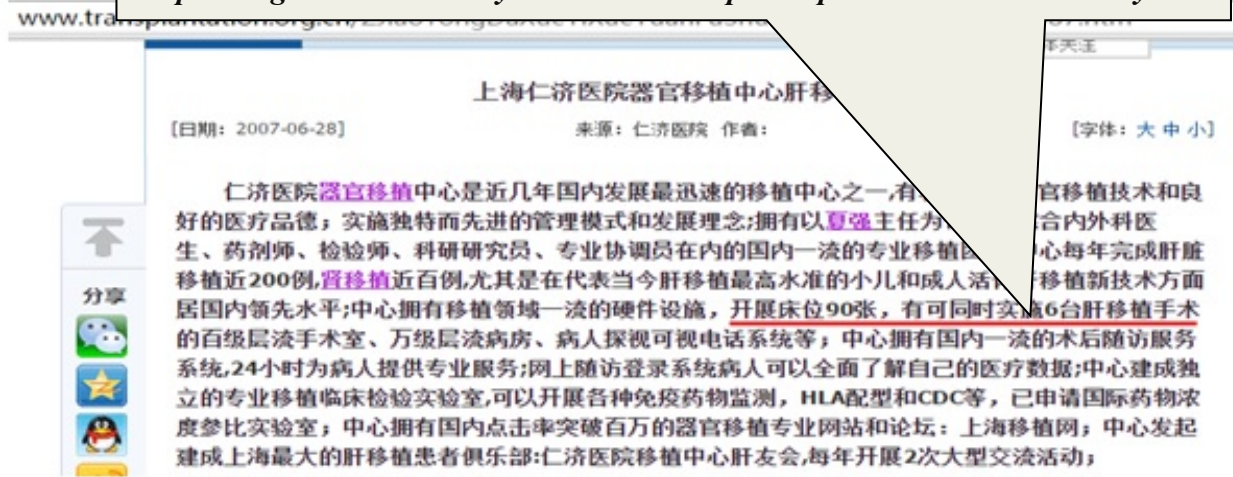 www.transplantation.org.cn/
上海仁济医院器官移植中心肝移
[日期：2007-06-28]
来源：仁济医院 作者：
[字体：大 中 小]
仁济医院器官移植中心是近几年国内发展最迅速的移植中心之一,有 官移植技术和良
好的医疗品德；实施独特而先进的管理模式和发展理念;拥有以夏强主任为 合内外科医
生、药剂师、检验师、科研研究员、专业协调员在内的国内一流的专业移植 心每年完成肝脏
移植近200例,肾移植近百例,尤其是在代表当今肝移植最高水准的小儿和成人活 移植新技术方面
居国内领先水平;中心拥有移植领域一流的硬件设施，开展床位90张，有可同时实施6台肝移植手术
的百级层流手术室、万级层流病房、病人探视可视电话系统等；中心拥有国内一流的术后随访服务
系统,24小时为病人提供专业服务;网上随访登录系统病人可以全面了解自己的医疗数据;中心建成独
立的专业移植临床检验实验室,可以开展各种免疫药物监测，HLA配型和CDC等，已申请国际药物浓
度参比实验室；中心拥有国内点击率突破百万的器官移植专业网站和论坛：上海移植网；中心发起
建成上海最大的肝移植患者俱乐部:仁济医院移植中心肝友会,每年开展2次大型交流活动；
分享